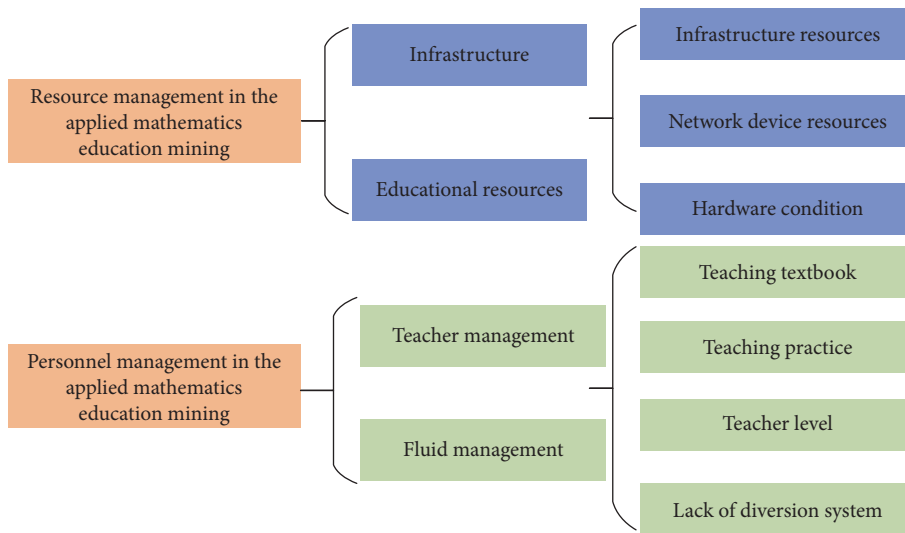 Resource management in the
applied mathematics
education mining
Infrastructure
Educational resources
Infrastructure resources
Network device resources
Hardware condition
Personnel management in the
applied mathematics
education mining
Teacher management
Fluid management
Teaching textbook
Teaching practice
Teacher level
Lack of diversion system